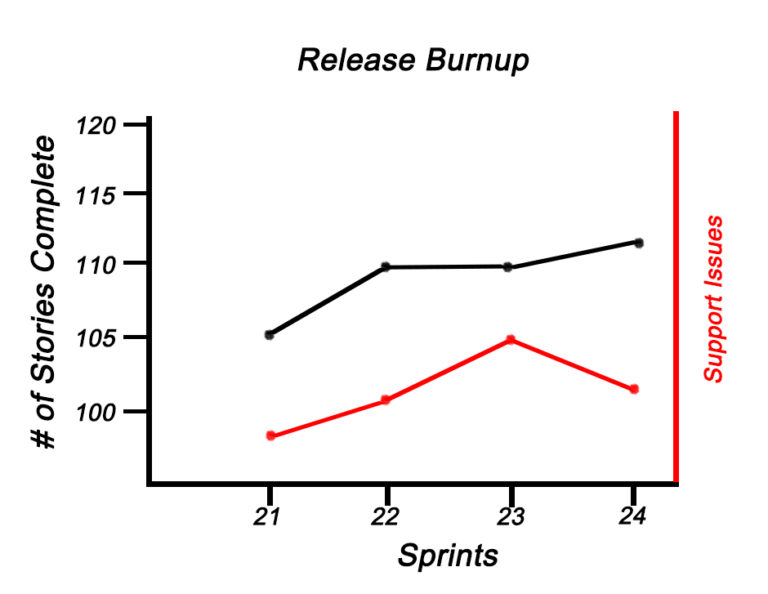 Release Burnup
# of Stories Complete
120
115
110
105
100
Support Issues
21 22 23 24
Sprints